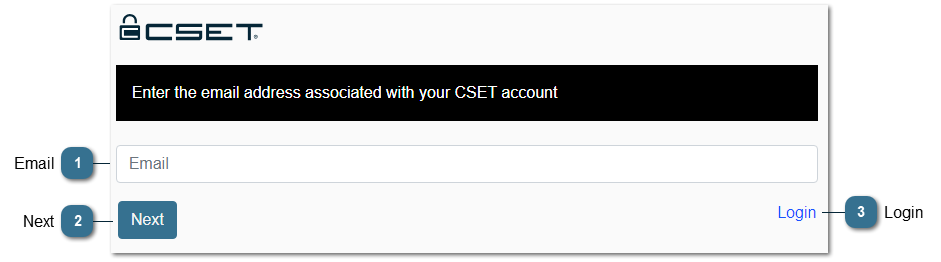 CSET®
Enter the email address associated with your CSET account
Email 1 Email
Next 2 Next Login 3 Login